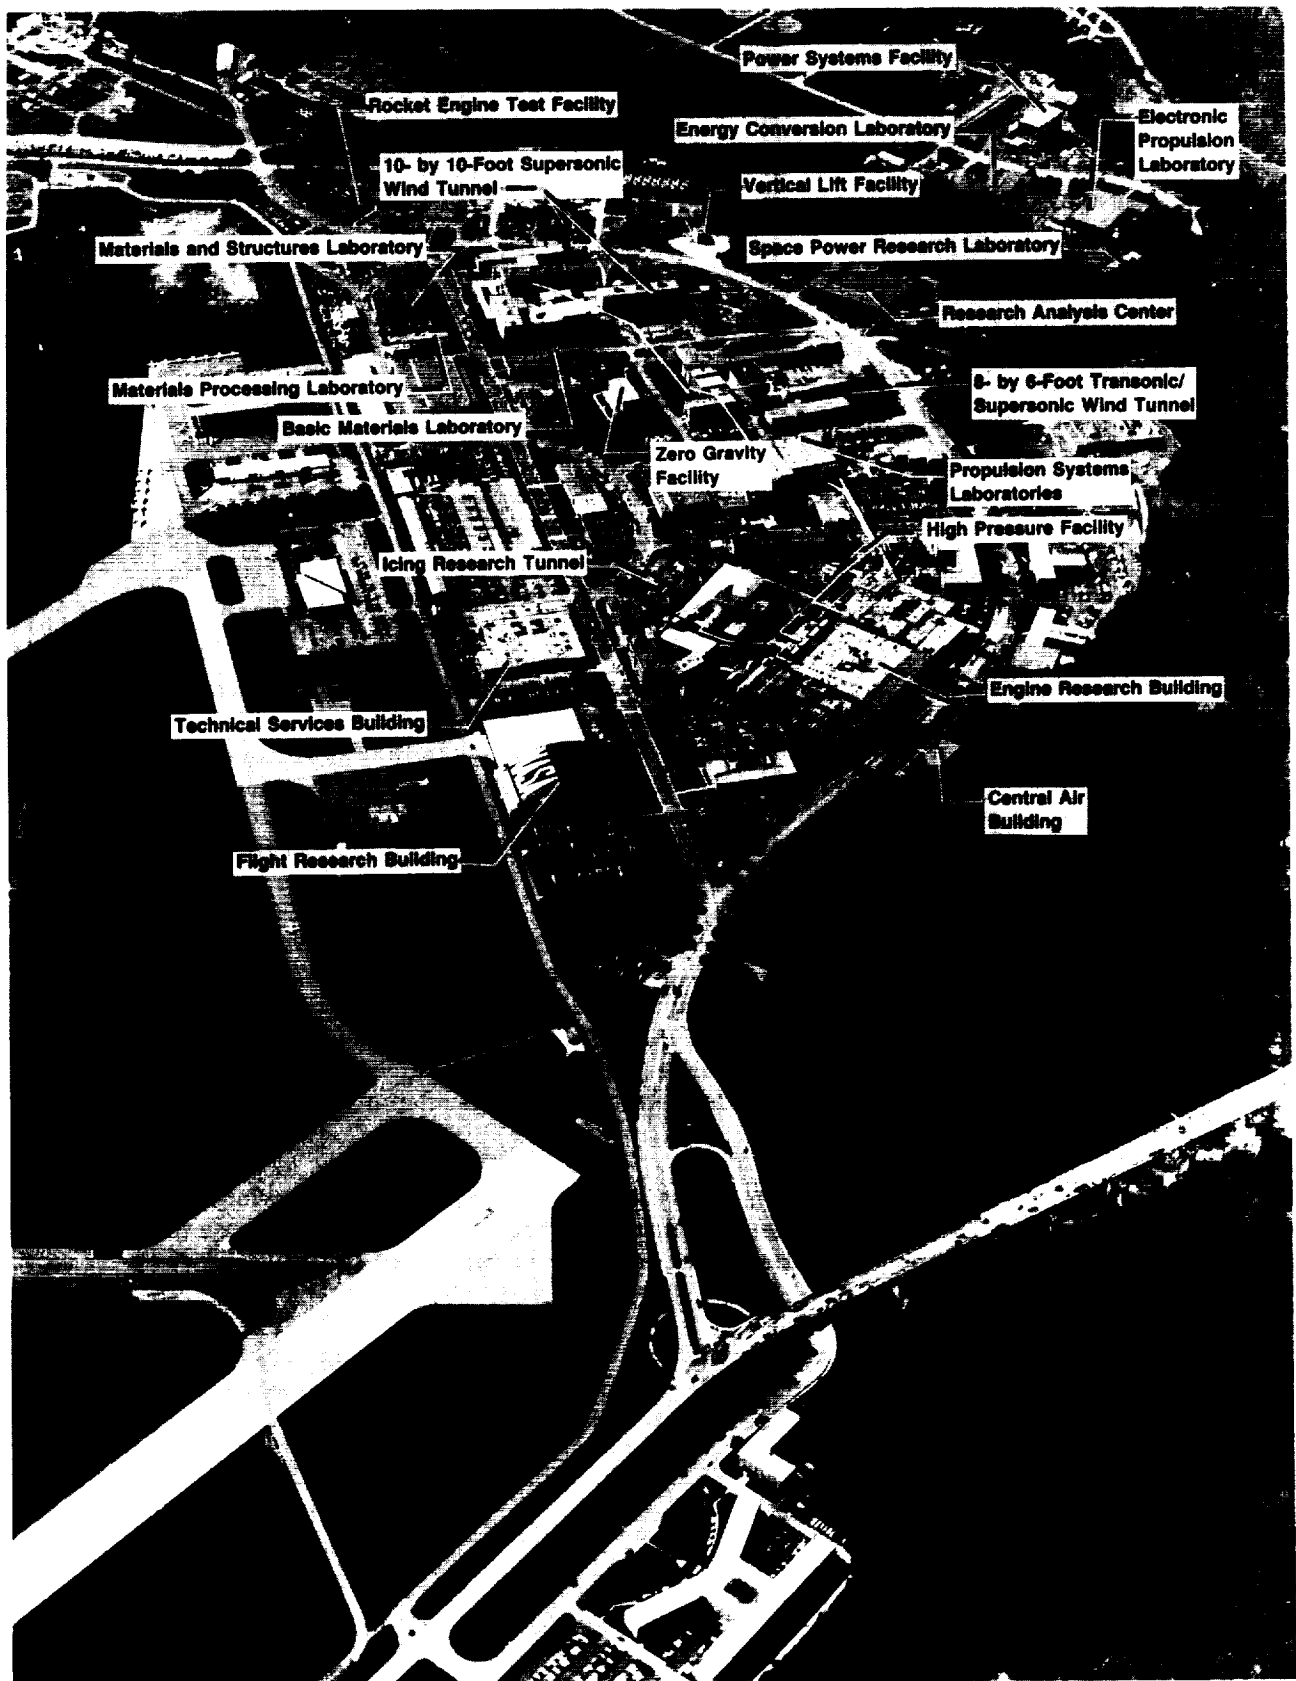 Power Systems Facility
Rocket Engine Test Facility
Electronic
Propulsion
Laboratory
Energy Conversion Laboratory
10- by 10-Foot Supersonic
Wind Tunnel
Vertical Lift Facility
Materials and Structures Laboratory
Space Power Research Laboratory
Research Analysis Center
Materials Processing Laboratory
8- by 6-Foot Transonic/
Supersonic Wind Tunnel
Basic Materials Laboratory
Zero Gravity
Facility
Propulsion Systems
Laboratories
High Pressure Facility
Icing Research Tunnel
Engine Research Building
Technical Services Building
Central Air
Building
Flight Research Building